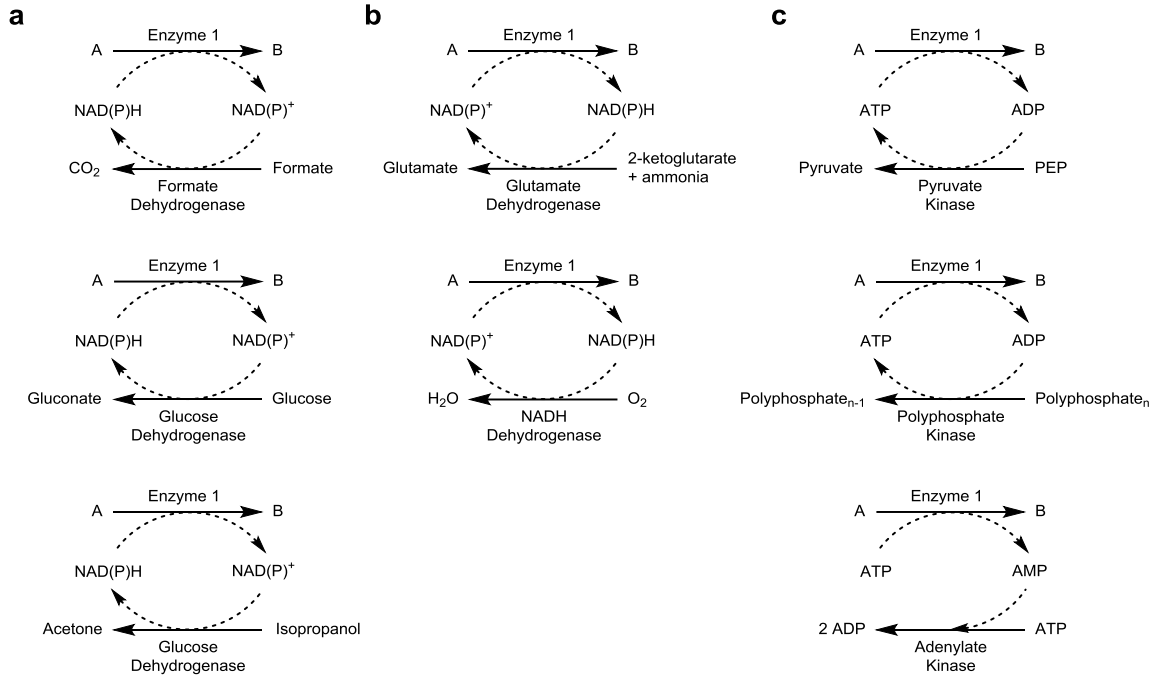 a
Enzyme 1
A
B
NAD(P)H
NAD(P)+
CO2
Formate
Formate
Dehydrogenase
Enzyme 1
A
B
NAD(P)H
NAD(P)+
Gluconate
Glucose
Glucose
Dehydrogenase
Enzyme 1
A
B
NAD(P)H
NAD(P)+
Acetone
Isopropanol
Glucose
Dehydrogenase
b
Enzyme 1
A
B
NAD(P)+
NAD(P)H
Glutamate
2-ketoglutarate
+ ammonia
Glutamate
Dehydrogenase
Enzyme 1
A
B
NAD(P)+
NAD(P)H
H2O
O2
NADH
Dehydrogenase
c
Enzyme 1
A
B
ATP
ADP
Pyruvate
PEP
Pyruvate
Kinase
Enzyme 1
A
B
ATP
ADP
Polyphosphaten-1
Polyphosphaten
Polyphosphate
Kinase
Enzyme 1
A
B
ATP
AMP
2 ADP
ATP
Adenylate
Kinase